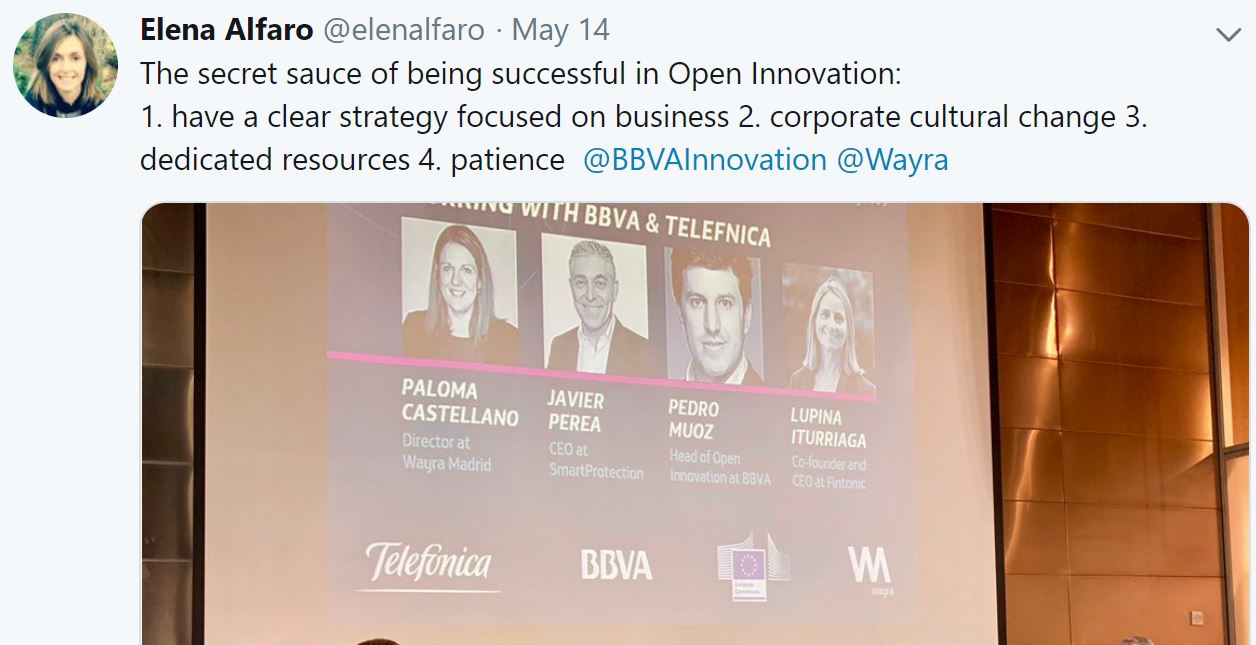 Elena Alfaro @elenalfaro · May 14
The secret sauce of being successful in Open Innovation:
1. have a clear strategy focused on business 2. corporate cultural change 3.
dedicated resources 4. patience @BBVAInnovation @Wayra
WITH BBVA & TELEFNICA
PALOMA
CASTELLANO
Director at
Wayra Madrid
JAVIER
PEREA
CEO at
SmartProtection
PEDRO
MUOZ
Head of Open
Innovation at BBVA
LUPINA
ITURRIAGA
Co-founder and
CEO at Fintonic
Telefónica
BBVA
European
Commission
wayra